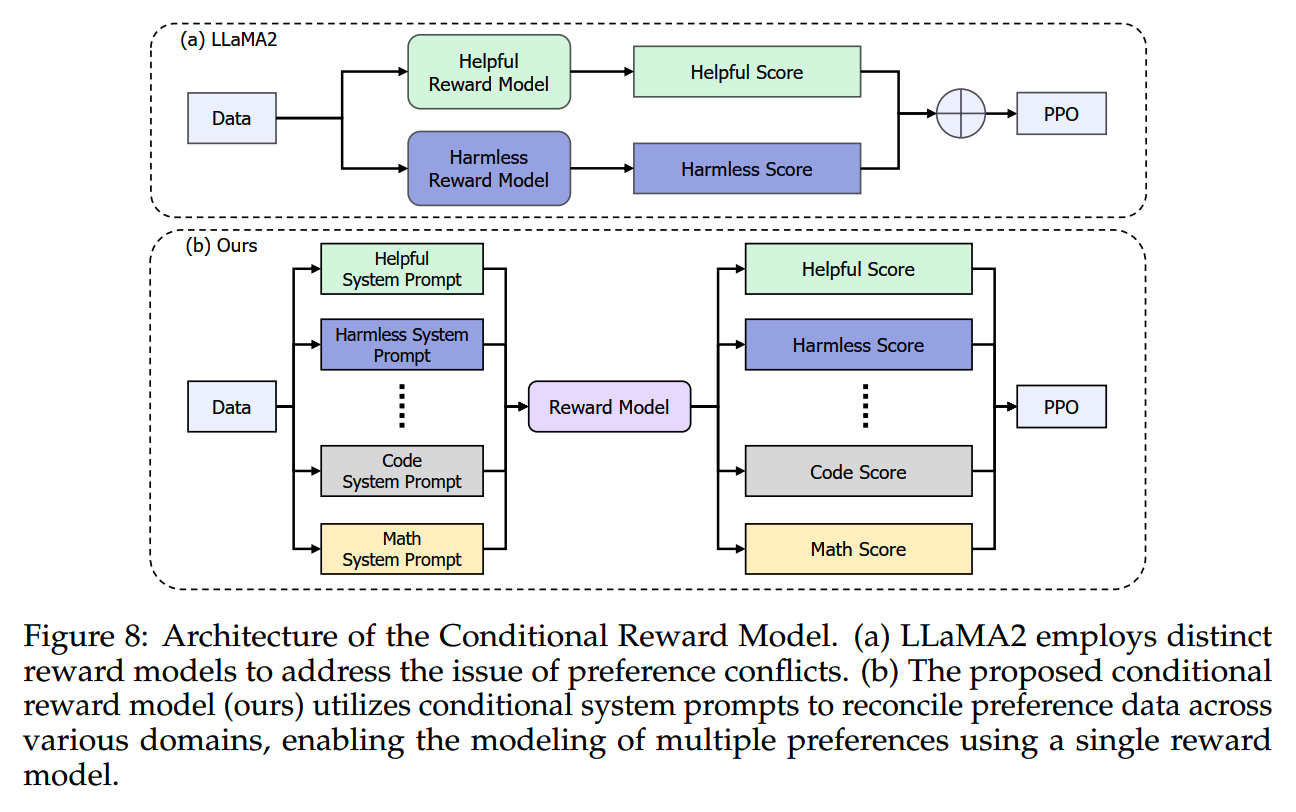 (a) LLaMA2
Data
Helpful
Reward Model
Helpful Score
Harmless
Reward Model
Harmless Score
PPO
(b) Ours
Data
Helpful
System Prompt
Harmless System
Prompt
Code
System Prompt
Math
System Prompt
Reward Model
Helpful Score
Harmless Score
Code Score
Math Score
PPO
Figure 8: Architecture of the Conditional Reward Model. (a) LLaMA2 employs distinct
reward models to address the issue of preference conflicts. (b) The proposed conditional
reward model (ours) utilizes conditional system prompts to reconcile preference data across
various domains, enabling the modeling of multiple preferences using a single reward
model.